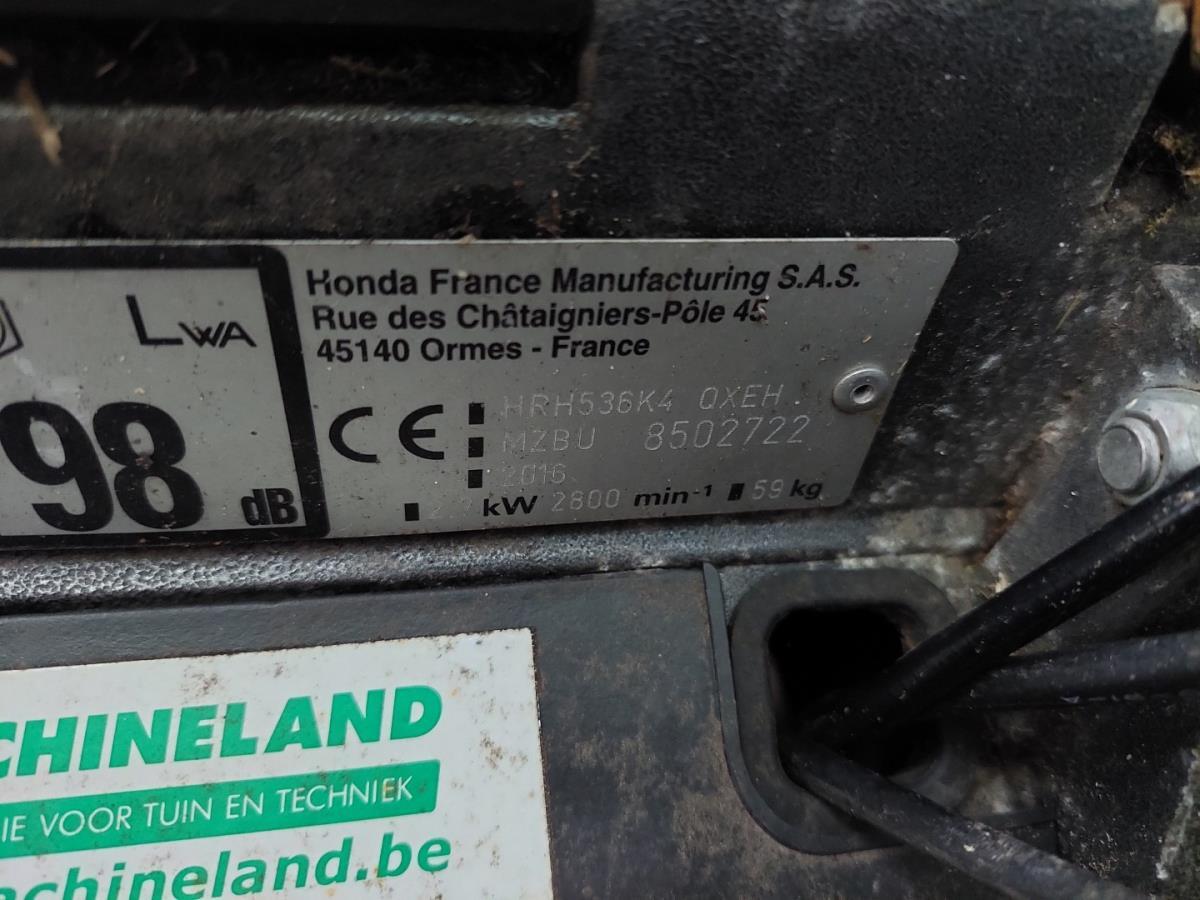 Honda France Manufacturing S.A.S.
Rue des Châtaigniers-Pôle 45
45140 Ormes - France
LWA
98
dB
CE
HRH536K4 QXEH.
MZBU 8502722
2016
kW 2800 min-1 59 kg
CHINELAND
IE VOOR TUIN EN TECHNIEK
achineland.be